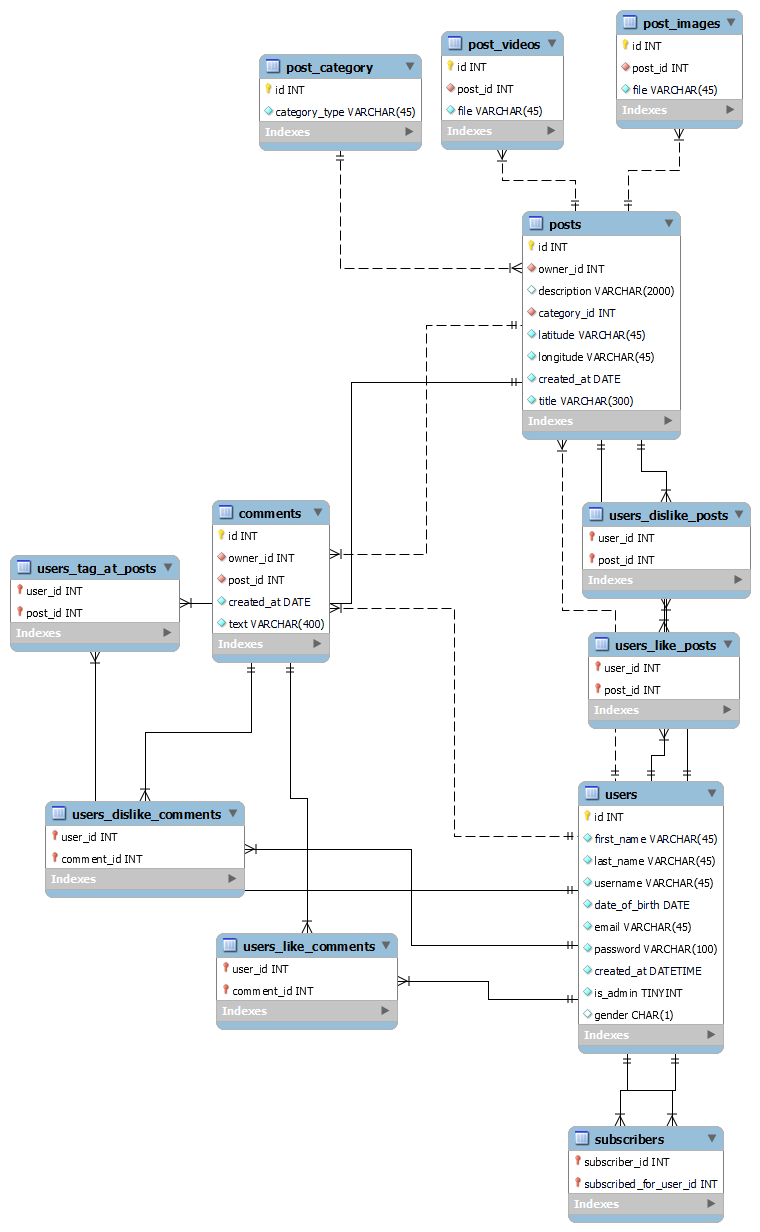 post_images
id INT
post_id INT
file VARCHAR(45)
Indexes
post_videos
id INT
post_id INT
file VARCHAR(45)
Indexes
post_category
id INT
category_type VARCHAR(45)
Indexes
posts
id INT
owner_id INT
description VARCHAR(2000)
category_id INT
latitude VARCHAR(45)
longitude VARCHAR(45)
created_at DATE
title VARCHAR(300)
Indexes
comments
id INT
owner_id INT
post_id INT
created_at DATE
text VARCHAR(400)
Indexes
users_dislike_posts
user_id INT
post_id INT
Indexes
users_tag_at_posts
user_id INT
post_id INT
Indexes
users_like_posts
user_id INT
post_id INT
Indexes
users
id INT
first_name VARCHAR(45)
last_name VARCHAR(45)
username VARCHAR(45)
date_of_birth DATE
email VARCHAR(45)
password VARCHAR(100)
created_at DATETIME
is_admin TINYINT
gender CHAR(1)
Indexes
users_dislike_comments
user_id INT
comment_id INT
Indexes
users_like_comments
user_id INT
comment_id INT
Indexes
subscribers
subscriber_id INT
subscribed_for_user_id INT
Indexes